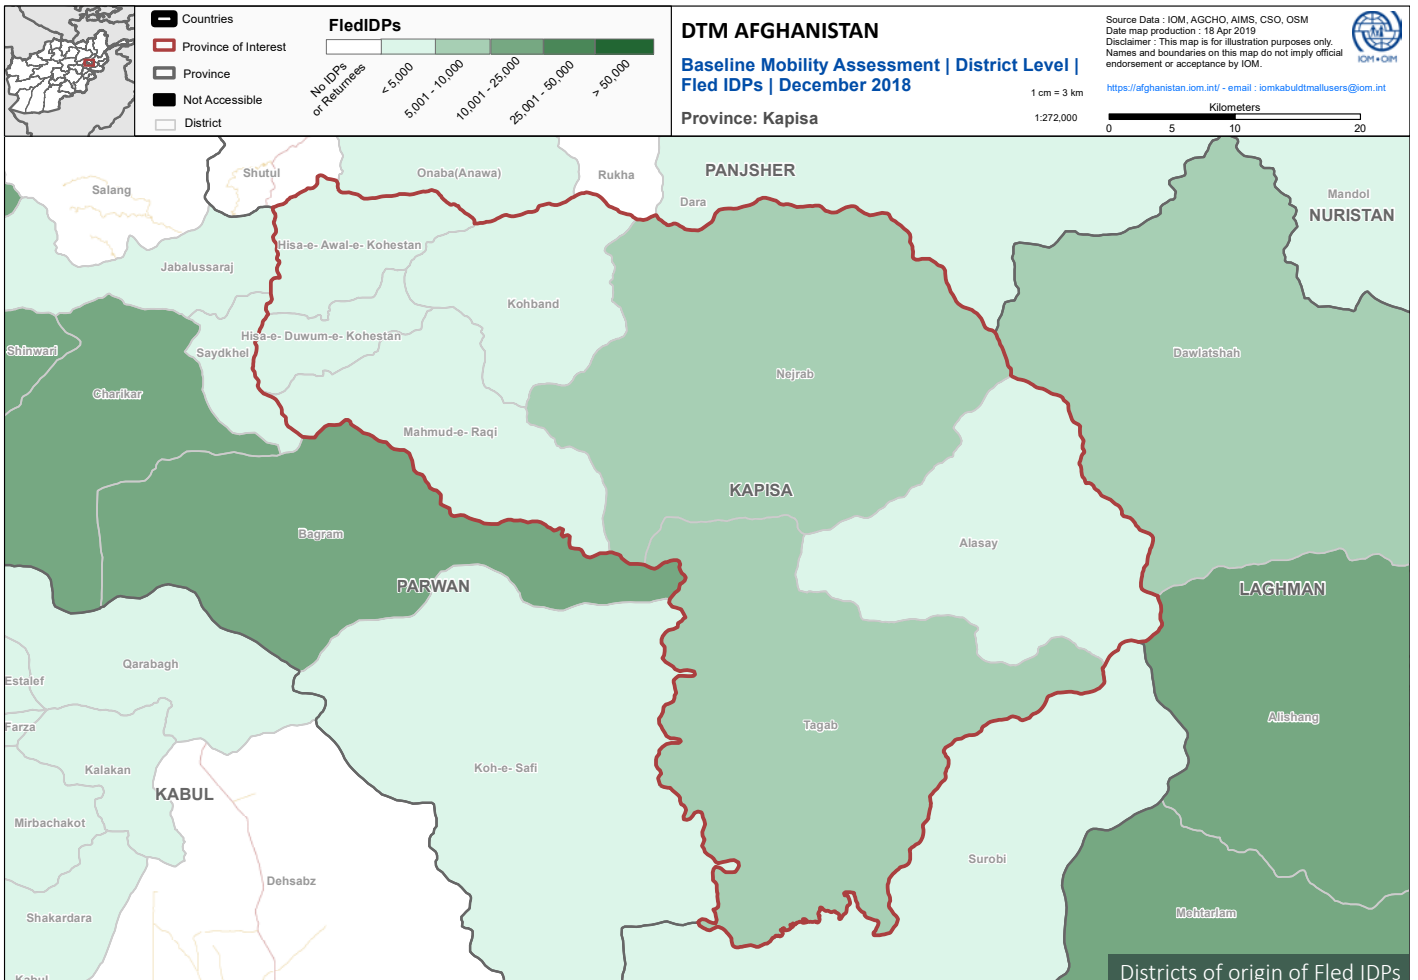 Countries
Province of Interest
Province
Not Accessible
District
FledIDPs
No IDPs
or Returnees
< 5,000
5,001 - 10,000
10,001 - 25,000
25,001 - 50,000
> 50,000
DTM AFGHANISTAN
Baseline Mobility Assessment | District Level |
Fled IDPs | December 2018
Province: Kapisa
1 cm = 3 km
1:272,000
Source Data : IOM, AGCHO, AIMS, CSO, OSM
Date map production : 18 Apr 2019
Disclaimer : This map is for illustration purposes only.
Names and boundaries on this map do not imply official
endorsement or acceptance by IOM.
https://afghanistan.iom.int/ - email : iomkabuldtmallusers@iom.int
IOM•OIM
Kilometers
0 5 10 20
Salang
Shutul
Onaba(Anawa)
Rukha
PANJSHER
Dara
Mandol
NURISTAN
Hisa-e- Awal-e- Kohestan
Jabalussaraj
Kohband
Hisa-e- Duwum-e- Kohestan
Shinwari
Saydkhel
Dawlatshah
Nejrab
Charikar
Mahmud-e- Raqi
KAPISA
Bagram
Alasay
PARWAN
LAGHMAN
Qarabagh
Estalef
Farza
Tagab
Alishang
Kalakan
Koh-e- Safi
KABUL
Mirbachakot
Surobi
Dehsabz
Shakardara
Mehtarlam
Kabul
Districts of origin of Fled IDPs